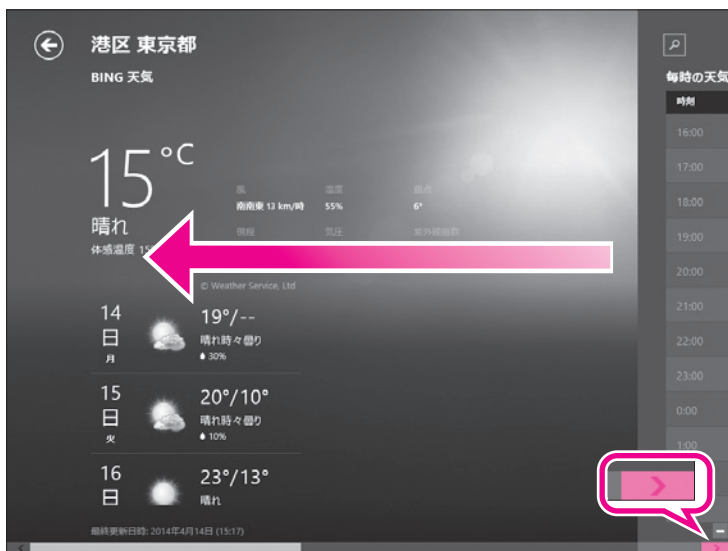 港区 東京都
BING 天気
毎時の天気
時刻
15°C
晴れ
体感温度 15
風
湿度
露点
南南東 13 km/時
55%
6°
視程
気圧
紫外線指数
© Weather Service, Ltd
14
日
月
19°/--
晴れ時々曇り
30%
15
日
火
20°/10°
晴れ時々曇り
10%
16
日
23°/13°
晴れ
最終更新日時: 2014年4月14日 (15:17)
16:00
17:00
18:00
19:00
20:00
21:00
22:00
23:00
0:00
1:00